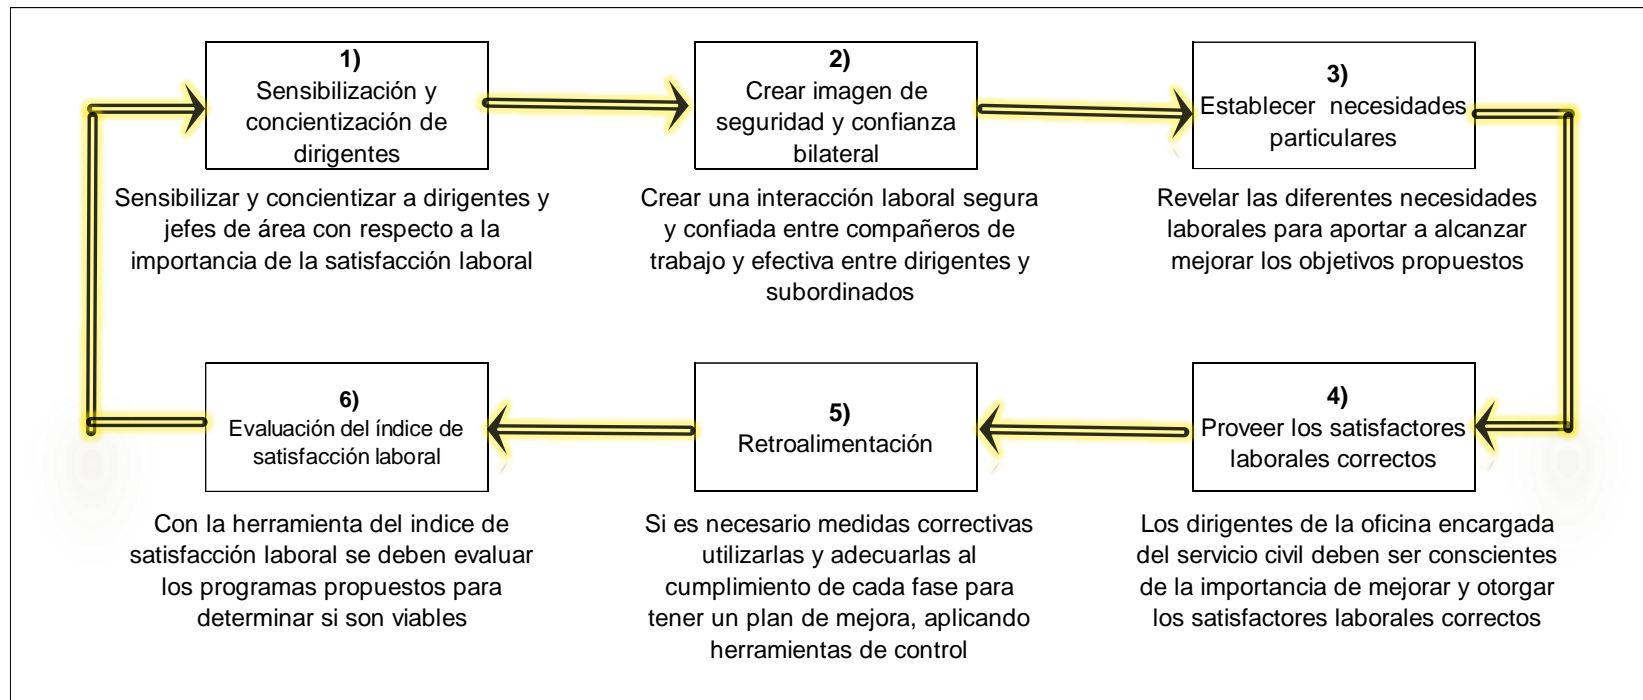 1)
Sensibilización y
concientización de
dirigentes
Sensibilizar y concientizar a dirigentes y
jefes de área con respecto a la
importancia de la satisfacción laboral
2)
Crear imagen de
seguridad y confianza
bilateral
Crear una interacción laboral segura
y confiada entre compañeros de
trabajo y efectiva entre dirigentes y
subordinados
3)
Establecer necesidades
particulares
Revelar las diferentes necesidades
laborales para aportar a alcanzar
mejorar los objetivos propuestos
4)
Proveer los satisfactores
laborales correctos
Los dirigentes de la oficina encargada
del servicio civil deben ser conscientes
de la importancia de mejorar y otorgar
los satisfactores laborales correctos
5)
Retroalimentación
Si es necesario medidas correctivas
utilizarlas y adecuarlas al
cumplimiento de cada fase para
tener un plan de mejora, aplicando
herramientas de control
6)
Evaluación del índice de
satisfacción laboral
Con la herramienta del indice de
satisfacción laboral se deben evaluar
los programas propuestos para
determinar si son viables